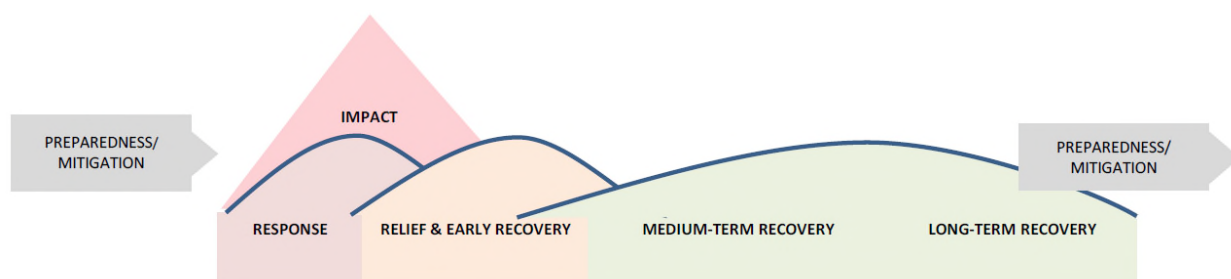 IMPACT
PREPAREDNESS/
MITIGATION
PREPAREDNESS/
MITIGATION
RESPONSE
RELIEF & EARLY RECOVERY
MEDIUM-TERM RECOVERY
LONG-TERM RECOVERY